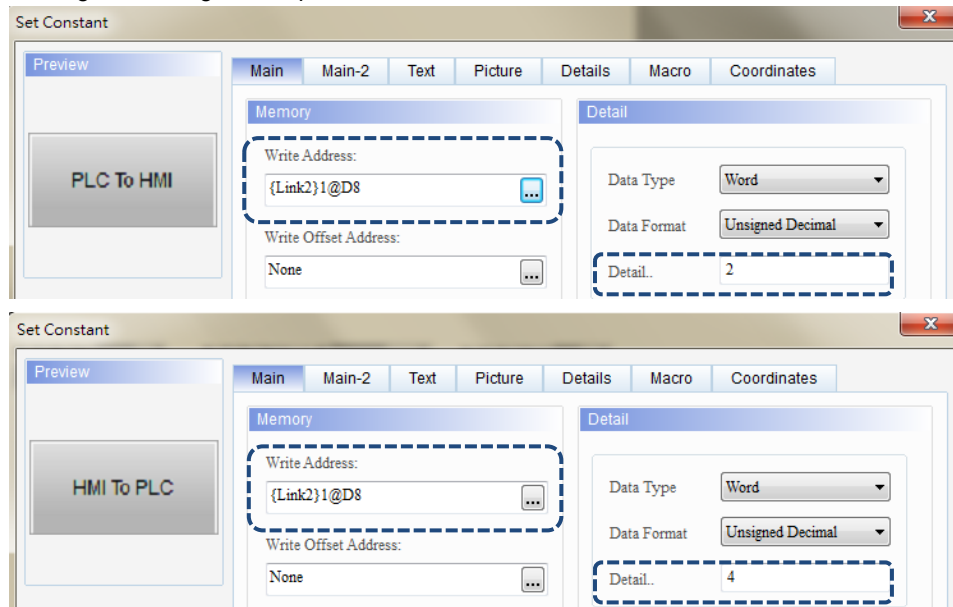 Set Constant
x
Preview
Main Main-2 Text Picture Details Macro Coordinates
Memory
Detail
Write Address:
PLC To HMI
{Link2}1@D8
...
Data Type Word
Write Offset Address:
Data Format Unsigned Decimal
None
...
Detail.. 2
Set Constant
x
Preview
Main Main-2 Text Picture Details Macro Coordinates
Memory
Detail
Write Address:
HMI To PLC
{Link2}1@D8
...
Data Type Word
Write Offset Address:
Data Format Unsigned Decimal
None
...
Detail.. 4